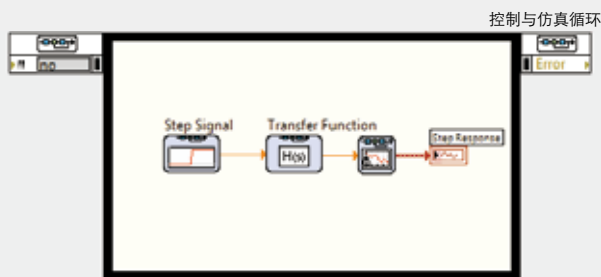 控制与仿真循环
Error
Step Signal
Transfer Function
H(s)
Step Response